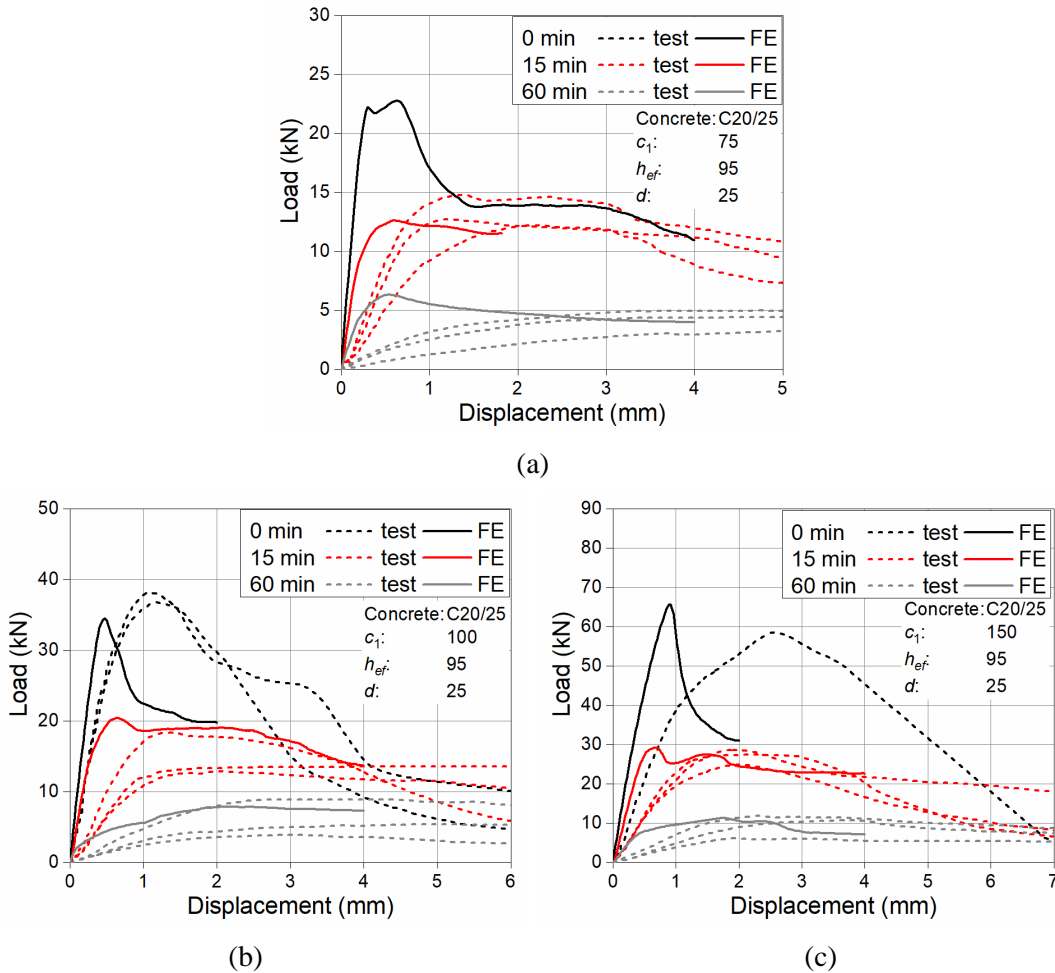 30
25
20
15
10
5
0
Load (kN)
0 min test FE
15 min test FE
60 min test FE
Concrete: C20/25
c1: 75
hef: 95
d: 25
0 1 2 3 4 5
Displacement (mm)
(a)
50
40
30
20
10
0
Load (kN)
0 min test FE
15 min test FE
60 min test FE
Concrete: C20/25
c1: 100
hef: 95
d: 25
0 1 2 3 4 5 6
Displacement (mm)
(b)
90
80
70
60
50
40
30
20
10
0
Load (kN)
0 min test FE
15 min test FE
60 min test FE
Concrete: C20/25
c1: 150
hef: 95
d: 25
0 1 2 3 4 5 6 7
Displacement (mm)
(c)